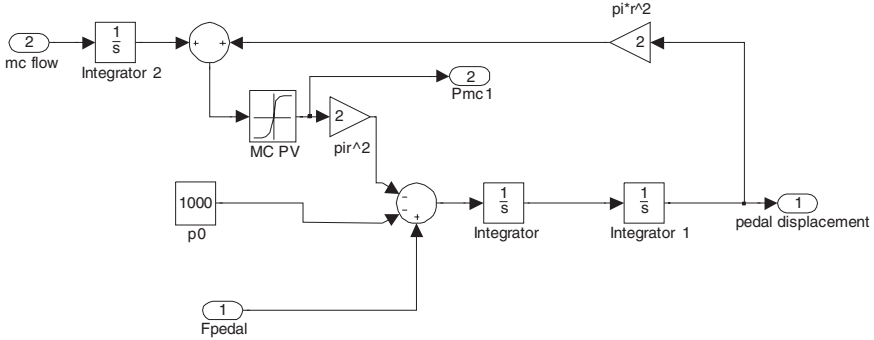 pi*r^2
2
mc flow
1
s
Integrator 2
+
+
2
2
Pmc1
MC PV
2
pir^2
1000
p0
-
-
+
1
s
Integrator
1
s
Integrator 1
1
pedal displacement
1
Fpedal